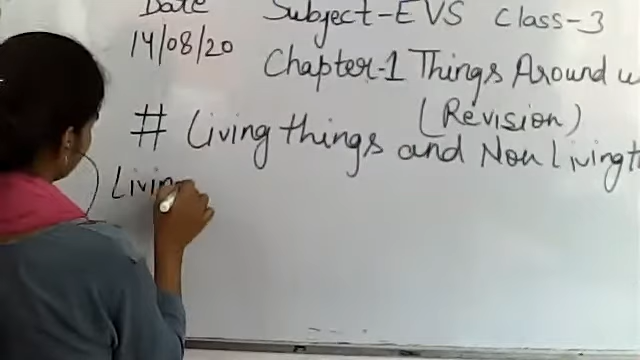 Date Subject-EVS Class-3
14/08/20 Chapter-1 Things Around
(Revision)
# Living things and Non Living
Livin